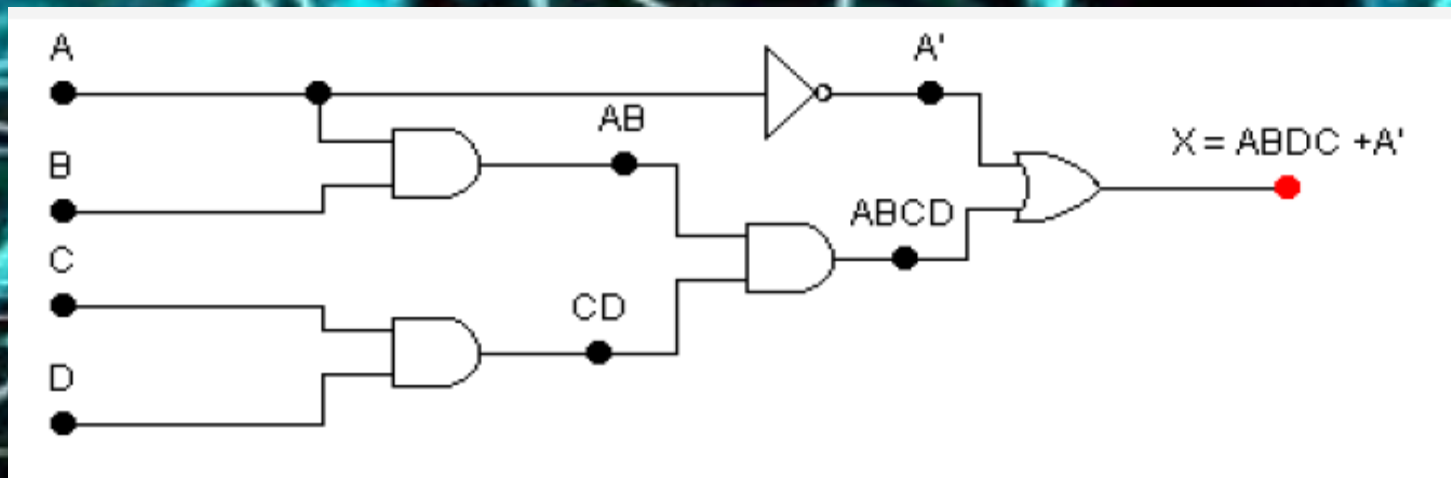 A
A'
AB
X = ABDC +A'
B
ABCD
C
CD
D